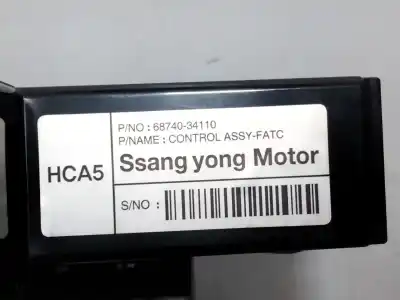 P/NO : 68740-34110
P/NAME : CONTROL ASSY-FATC
HCA5
Ssang yong Motor
S/NO :